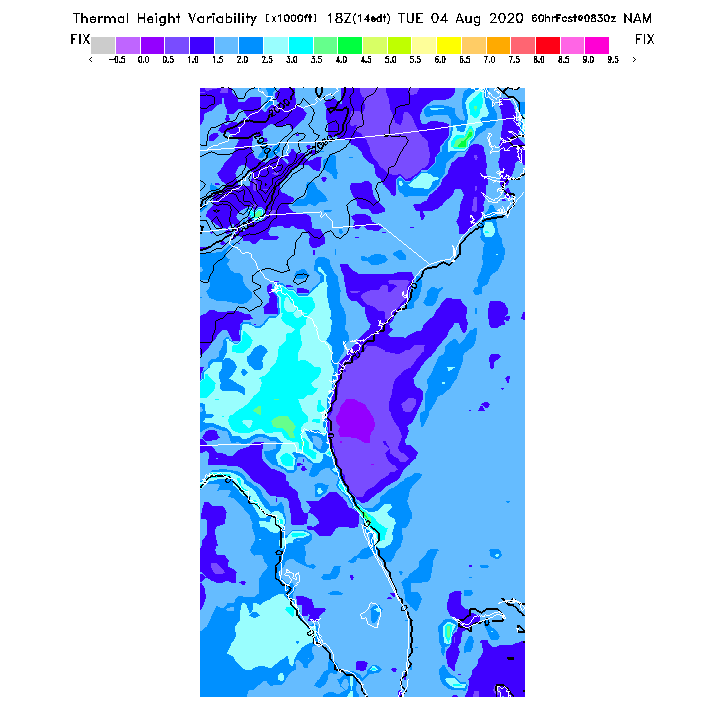 Thermal Height Variability [x1000ft] 18Z(14edt) TUE 04 Aug 2020 60hrFcst@0830z NAM
FIX FIX
< -0.5 0.0 0.5 1.0 1.5 2.0 2.5 3.0 3.5 4.0 4.5 5.0 5.5 6.0 6.5 7.0 7.5 8.0 8.5 9.0 9.5 >